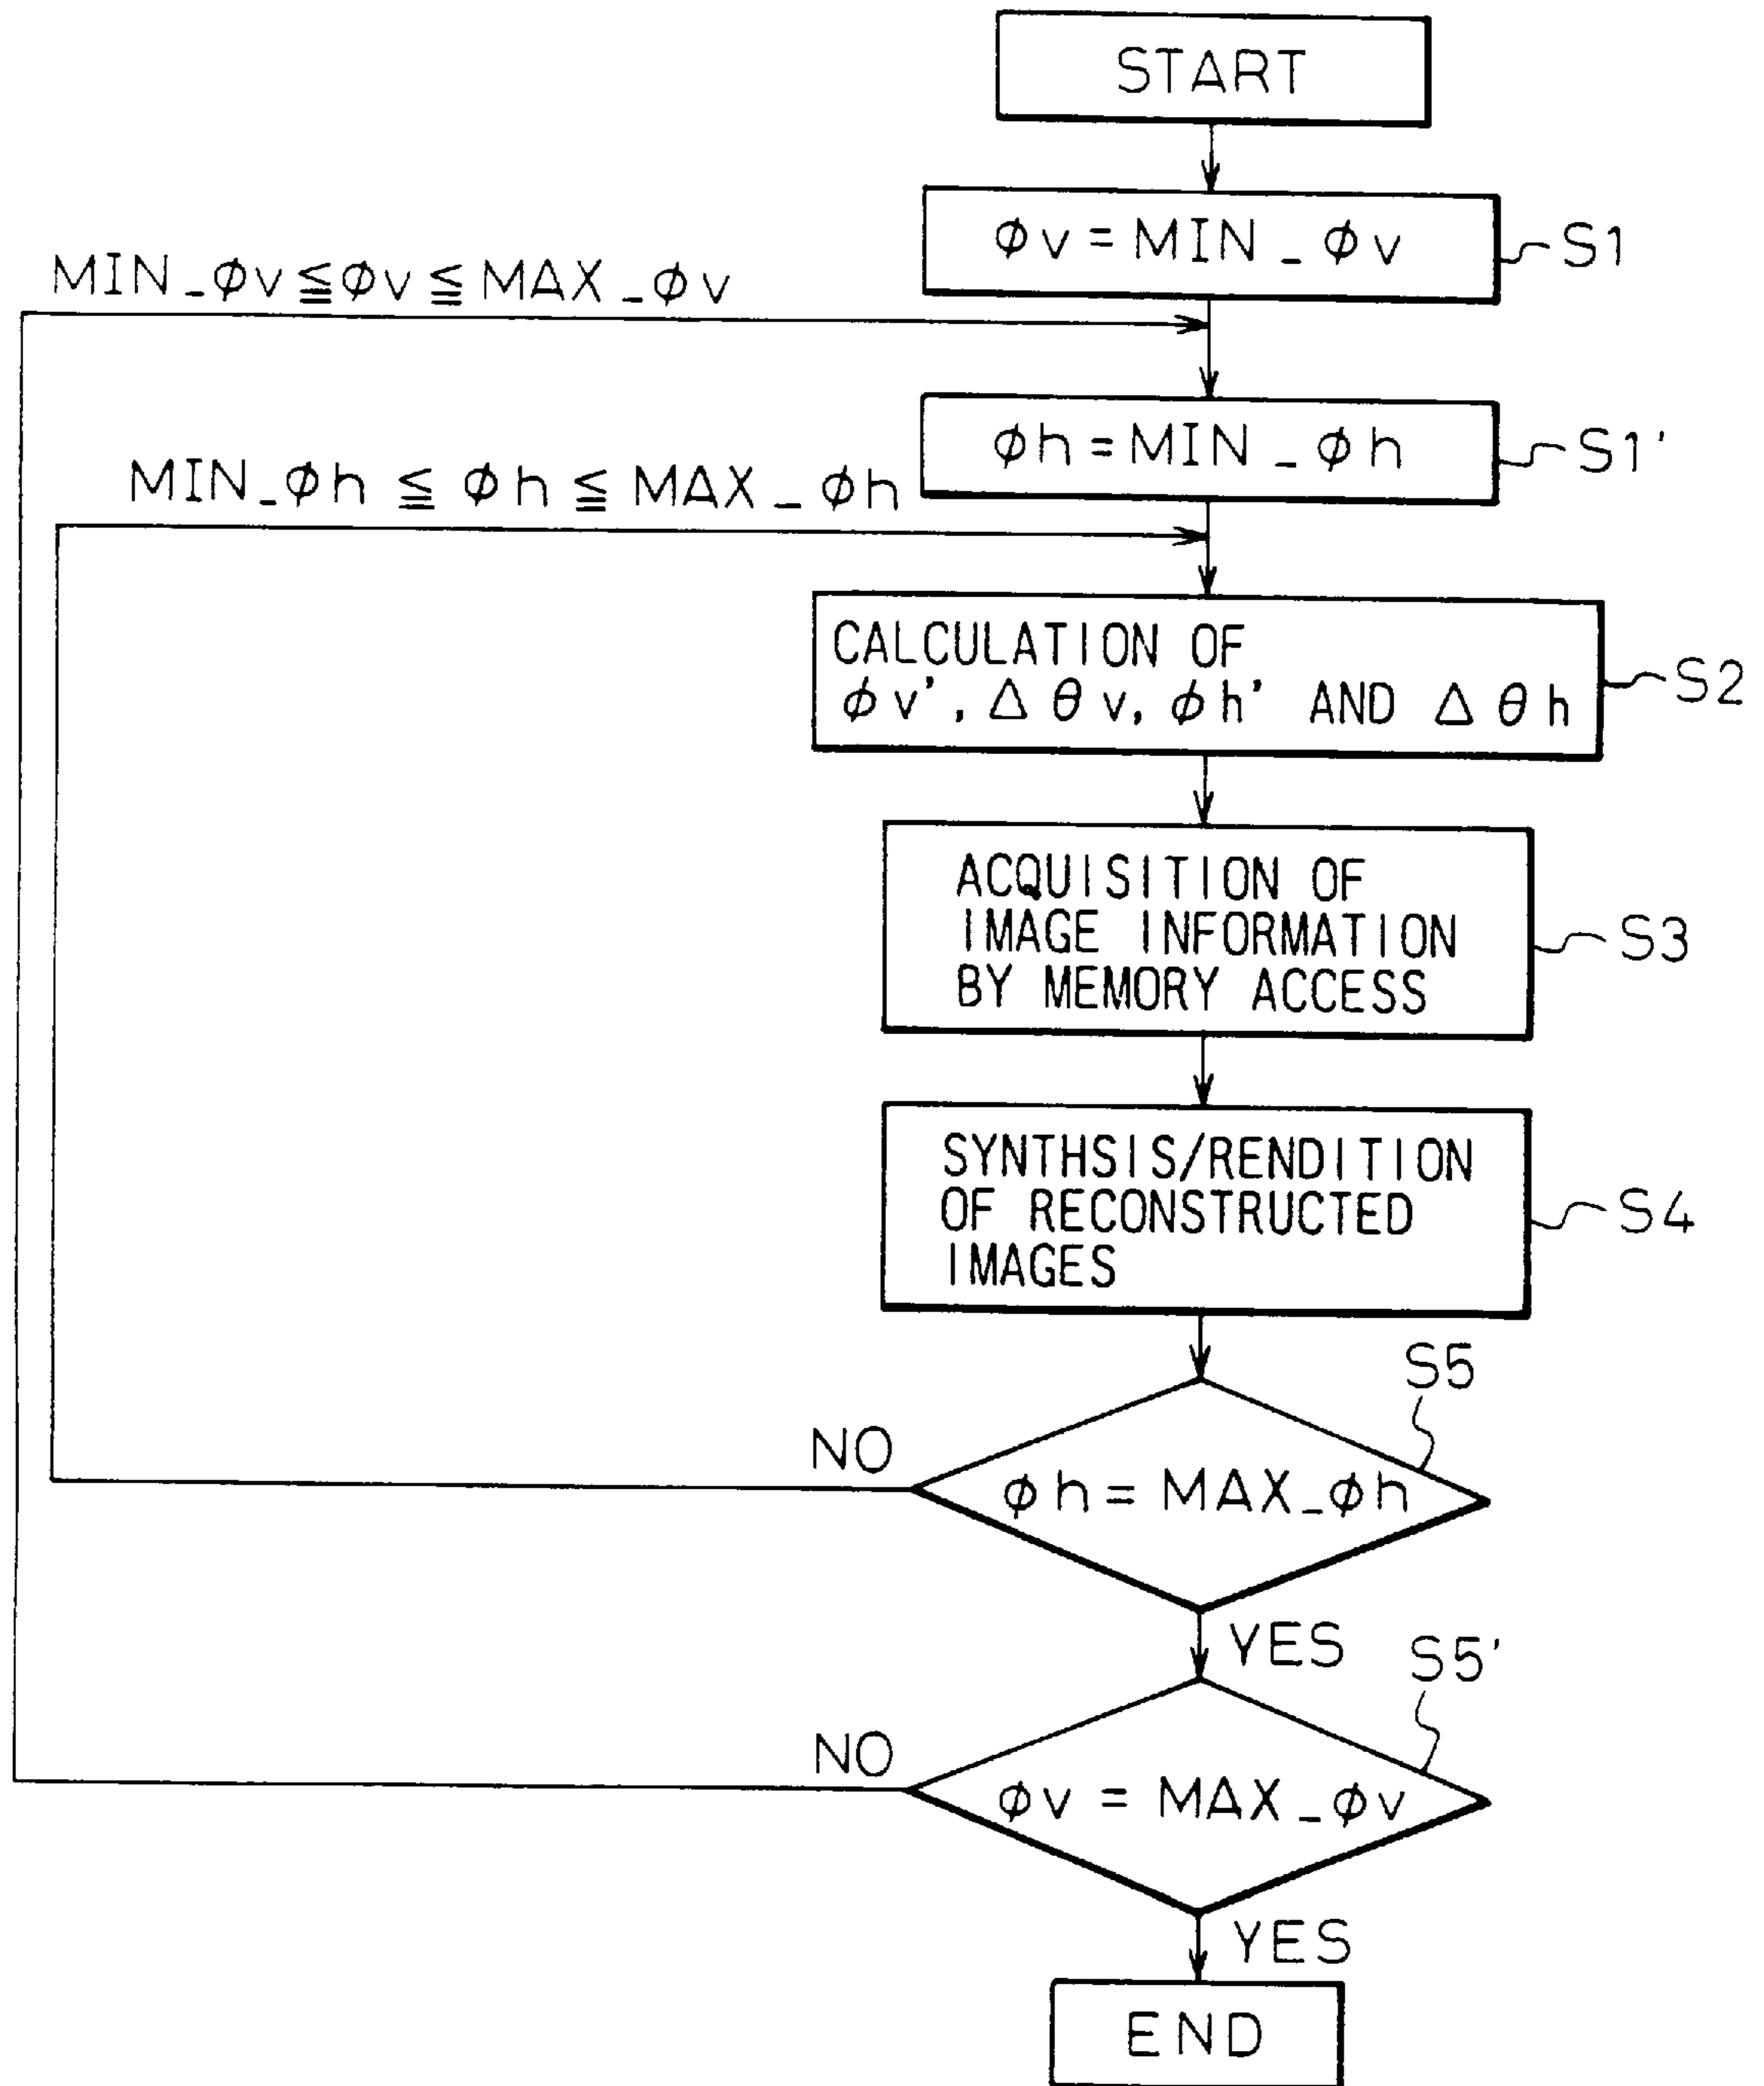 START
φv = MIN_φv
S1
MIN_φv ≦ φv ≦ MAX_φv
φh = MIN_φh
S1'
MIN_φh ≦ φh ≦ MAX_φh
CALCULATION OF
φv', Δθv, φh' AND Δθh
S2
ACQUISITION OF
IMAGE INFORMATION
BY MEMORY ACCESS
S3
SYNTHSIS/RENDITION
OF RECONSTRUCTED
IMAGES
S4
S5
NO
φh = MAX_φh
YES
S5'
NO
φv = MAX_φv
YES
END